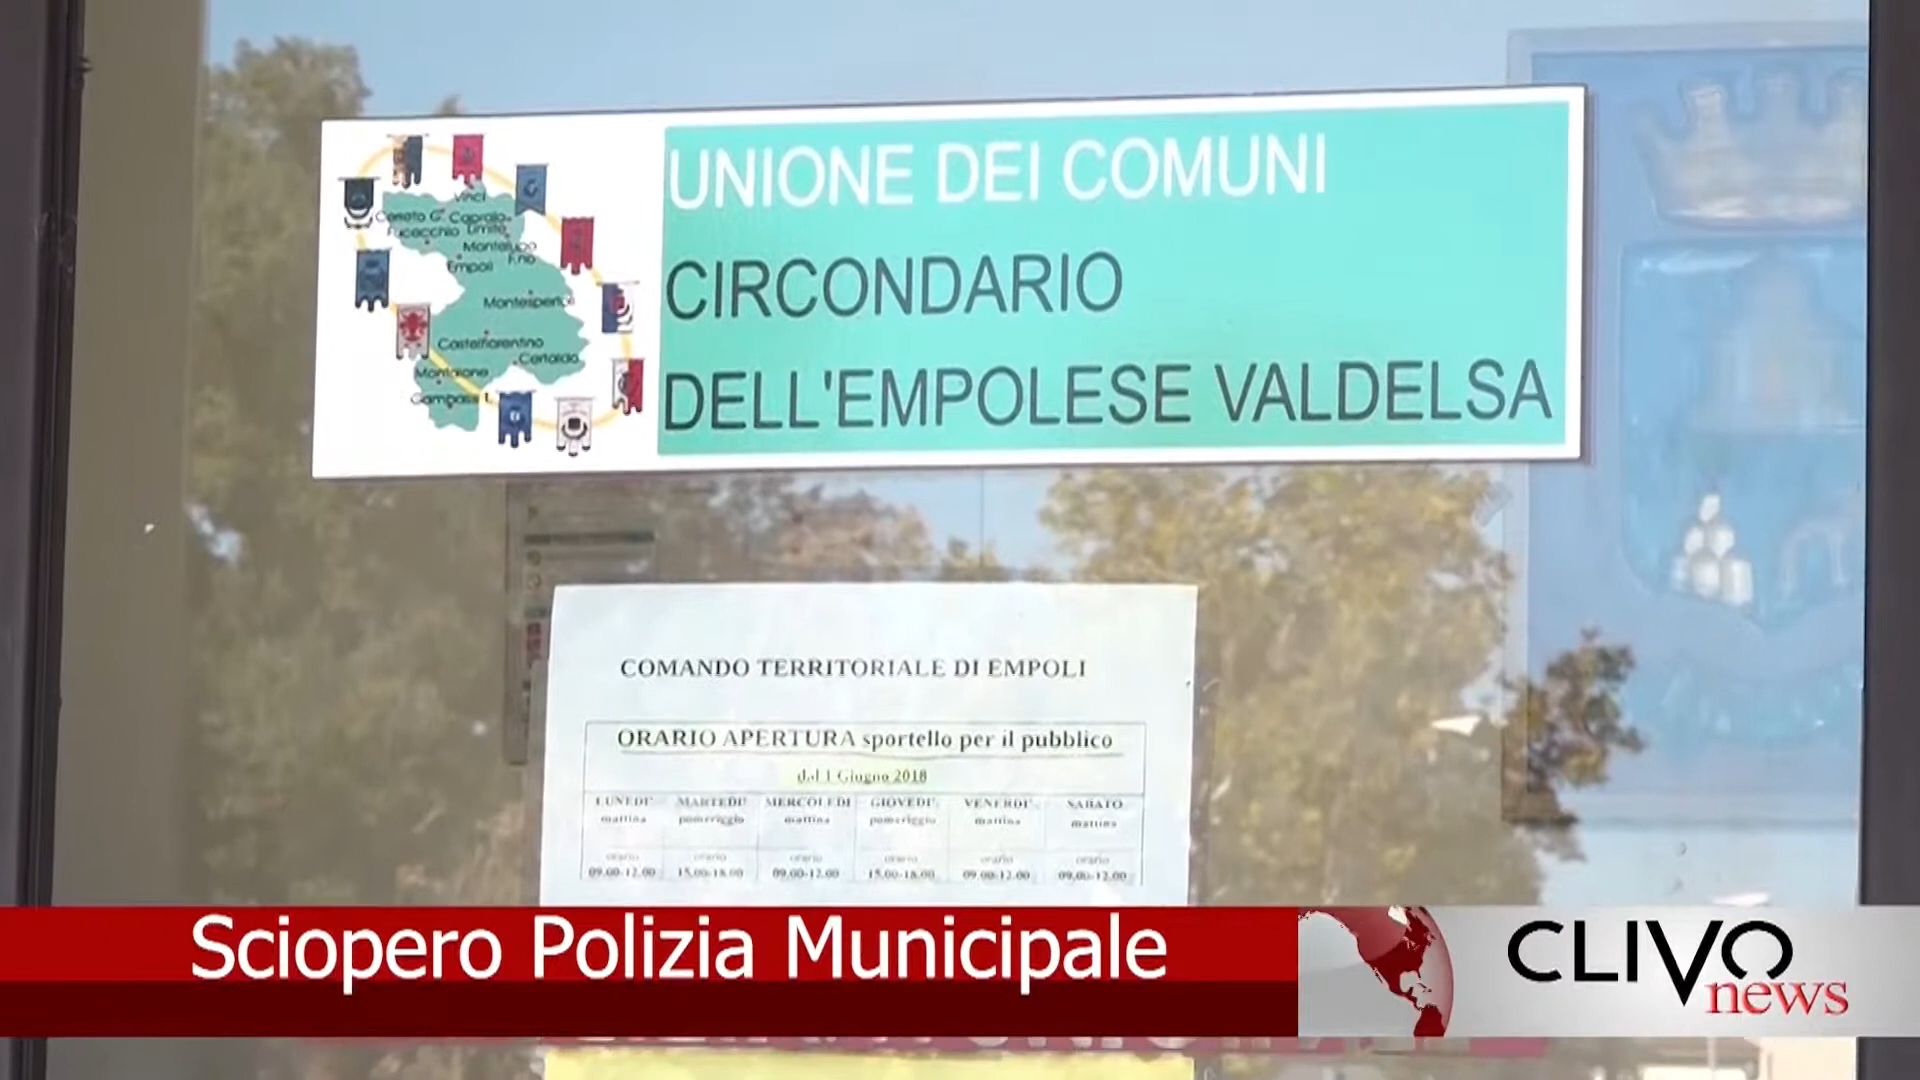 UNIONE DEI COMUNI
CIRCONDARIO
DELL'EMPOLESE VALDELSA
Vinci
Cerreto G. Capraia
Fucecchio Limite
Montelupo
Empoli F.no
Montespertoli
Castelfiorentino
Certaldo
Montaione
Gambassi T.
COMANDO TERRITORIALE DI EMPOLI
ORARIO APERTURA sportello per il pubblico
dal 1 Giugno 2018
LUNEDI' MARTEDI' MERCOLEDI GIOVEDI' VENERDI' SABATO
mattina pomeriggio mattina pomeriggio mattina mattina
orario orario orario orario orario orario
09.00-12.00 15.00-18.00 09.00-12.00 15.00-18.00 09.00-12.00 09.00-12.00
Sciopero Polizia Municipale
CLIVO
news